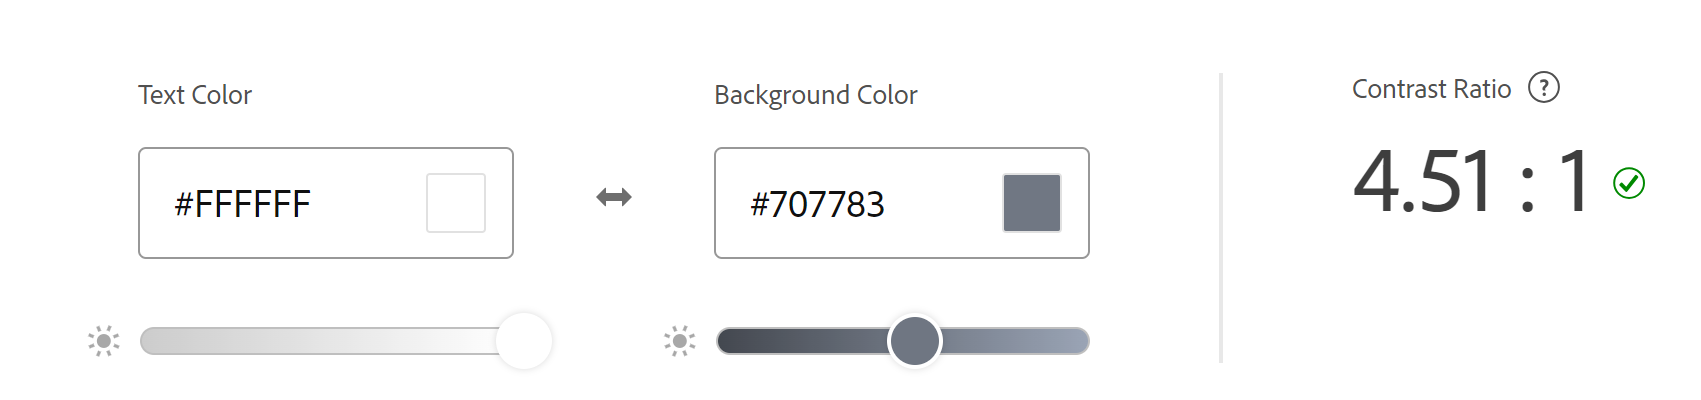 Text Color
#FFFFFF
Background Color
#707783
Contrast Ratio ?
4.51 : 1